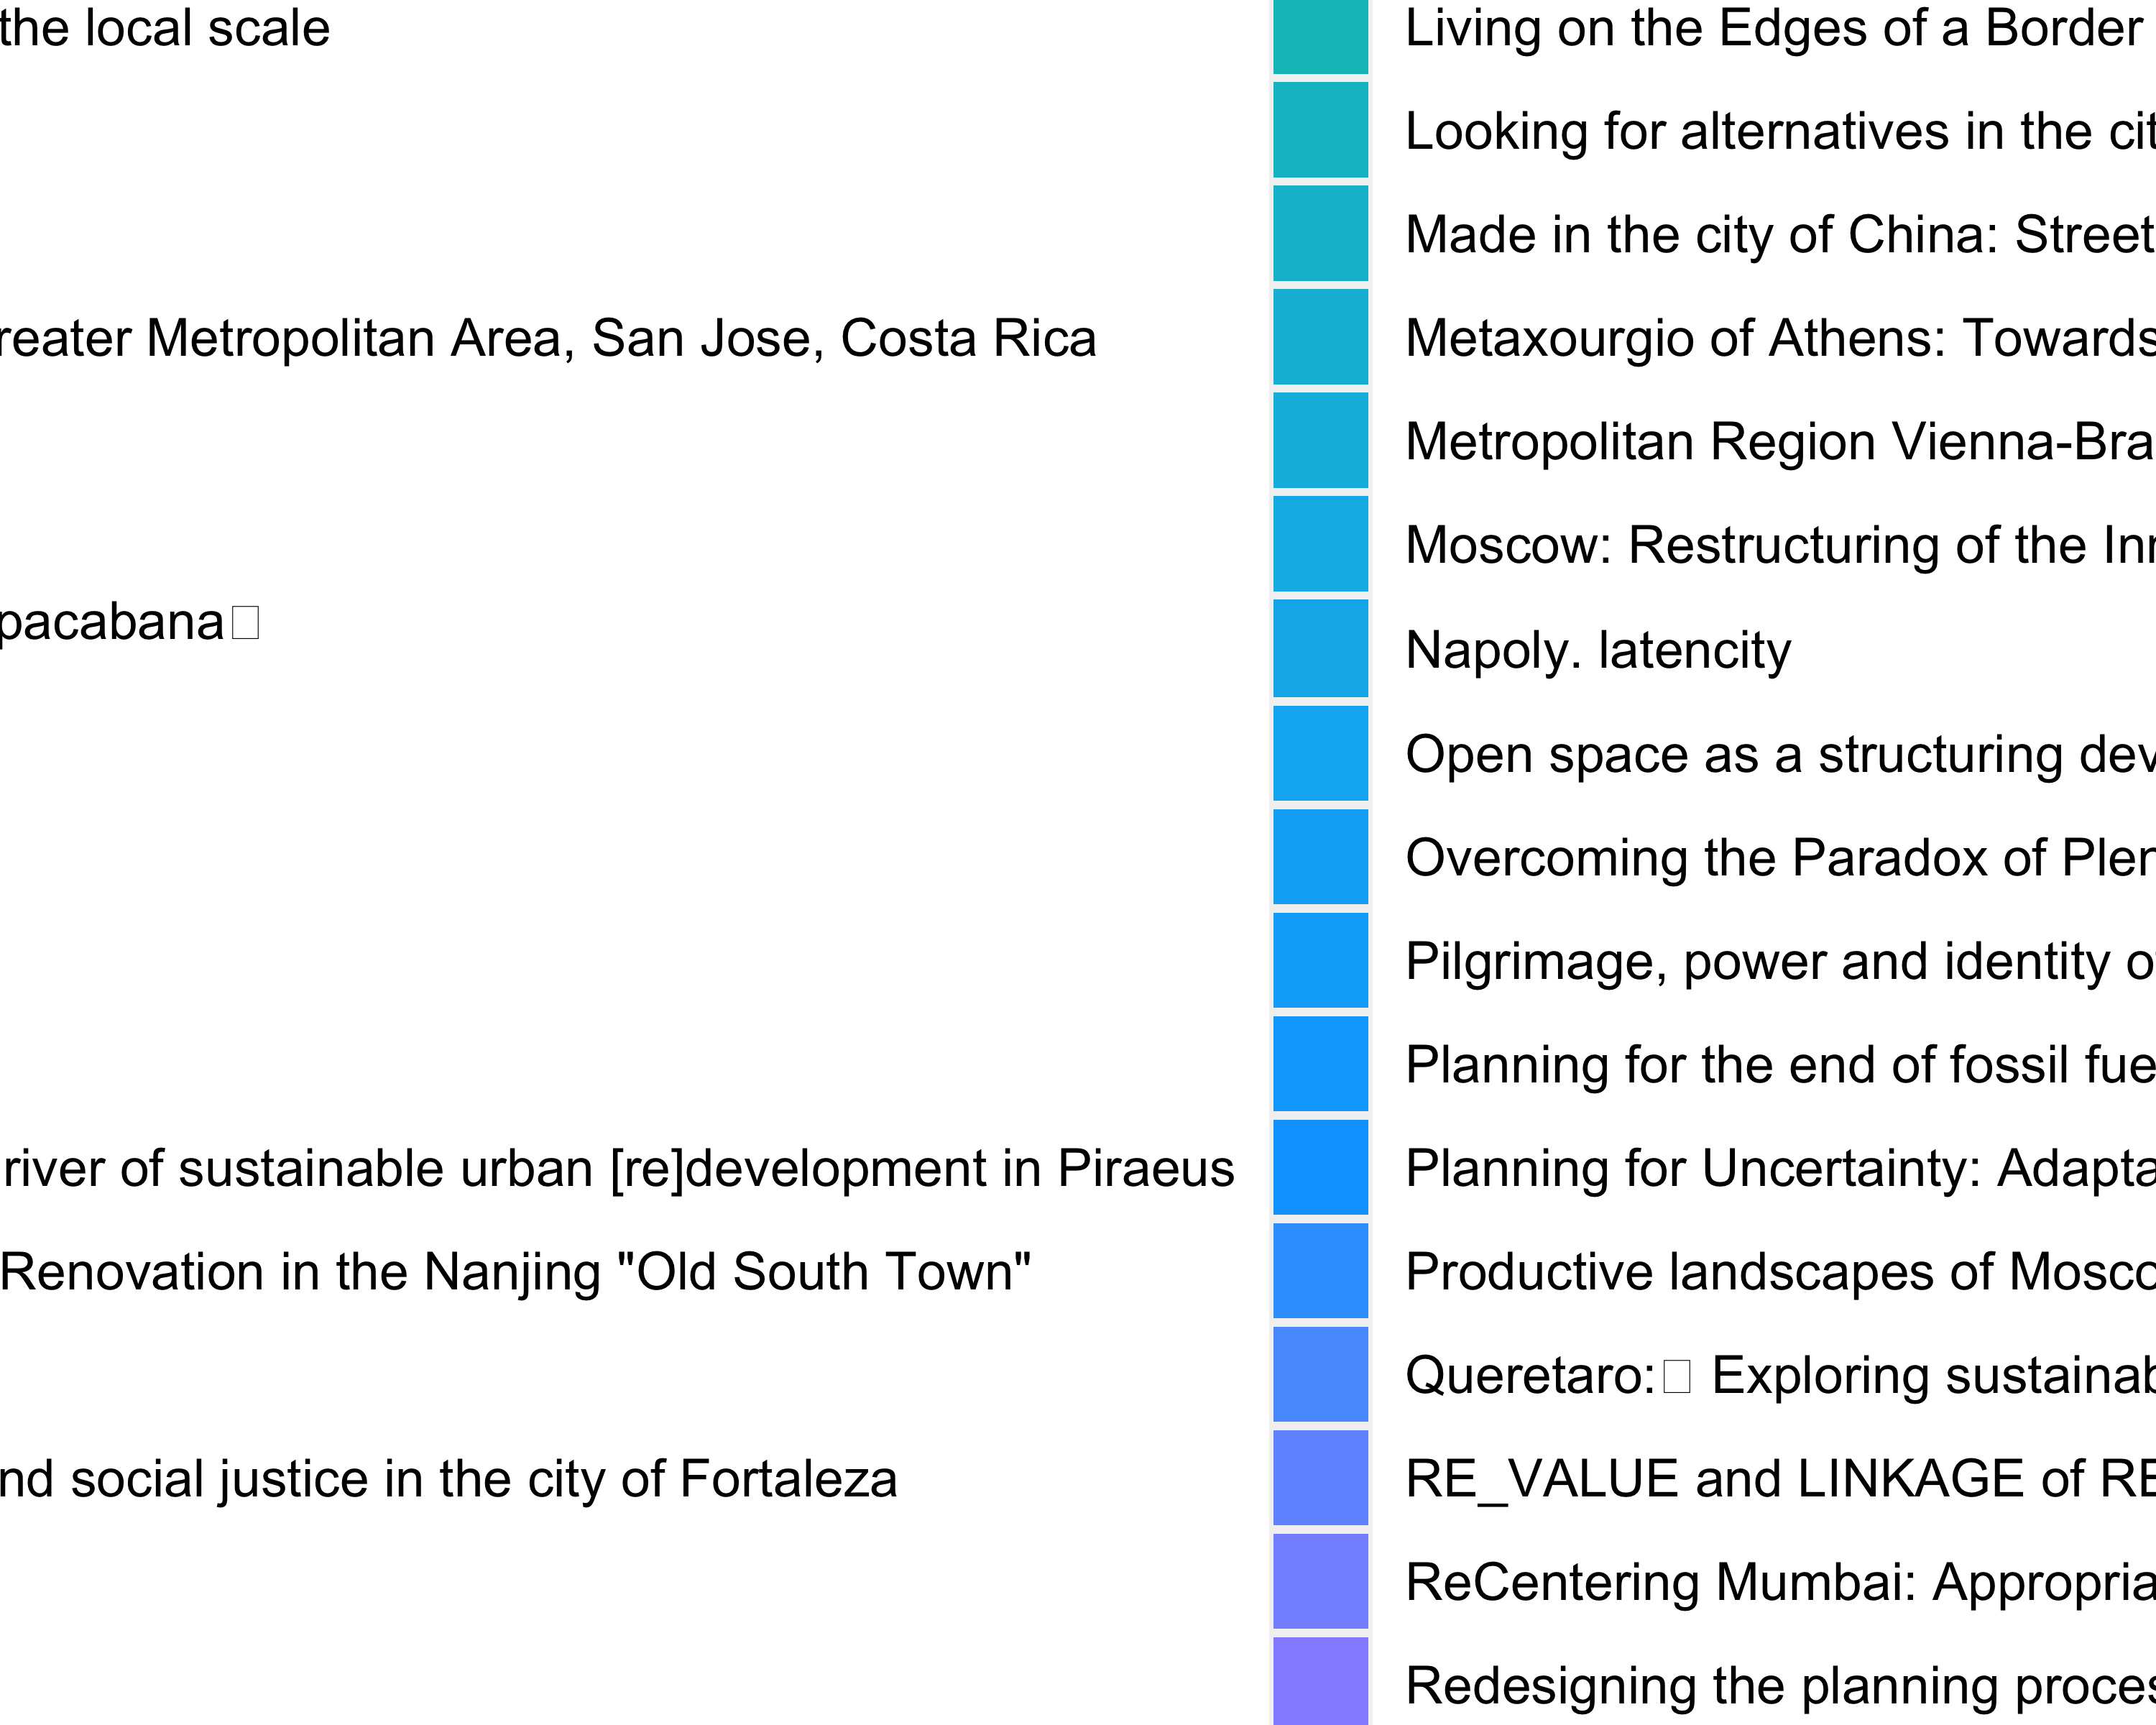 the local scale
reater Metropolitan Area, San Jose, Costa Rica
pacabana
river of sustainable urban [re]development in Piraeus
Renovation in the Nanjing "Old South Town"
nd social justice in the city of Fortaleza
Living on the Edges of a Border
Looking for alternatives in the cit
Made in the city of China: Street
Metaxourgio of Athens: Towards
Metropolitan Region Vienna-Bra
Moscow: Restructuring of the Inn
Napoly. latencity
Open space as a structuring dev
Overcoming the Paradox of Plen
Pilgrimage, power and identity o
Planning for the end of fossil fue
Planning for Uncertainty: Adapta
Productive landscapes of Mosco
Queretaro: Exploring sustainab
RE_VALUE and LINKAGE of RE
ReCentering Mumbai: Appropria
Redesigning the planning proces